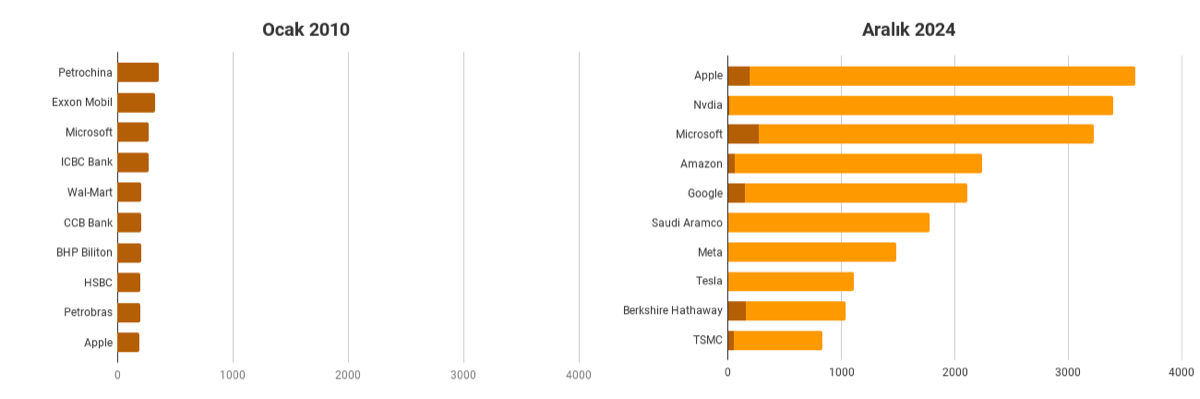 Ocak 2010
Petrochina
Exxon Mobil
Microsoft
ICBC Bank
Wal-Mart
CCB Bank
BHP Biliton
HSBC
Petrobras
Apple
0 1000 2000 3000 4000
Aralık 2024
Apple
Nvdia
Microsoft
Amazon
Google
Saudi Aramco
Meta
Tesla
Berkshire Hathaway
TSMC
0 1000 2000 3000 4000